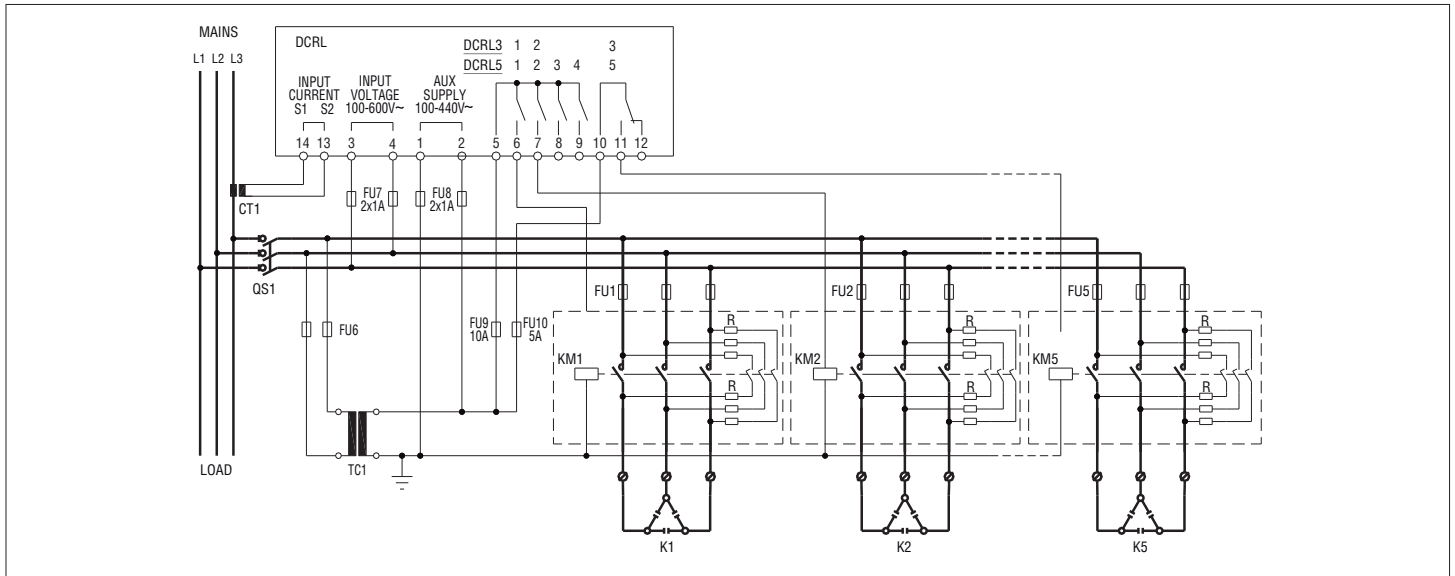 MAINS
L1 L2 L3
DCRL
DCRL3 1 2 3
DCRL5 1 2 3 4 5
INPUT CURRENT
S1 S2
INPUT VOLTAGE
100-600V~
AUX SUPPLY
100-440V~
14 13 3 4 1 2 5 6 7 8 9 10 11 12
CT1
FU7
2x1A
FU8
2x1A
QS1
FU1
FU2
FU5
FU6
FU9
10A
FU10
5A
R
R
R
KM1
KM2
KM5
R
R
R
LOAD
TC1
K1
K2
K5